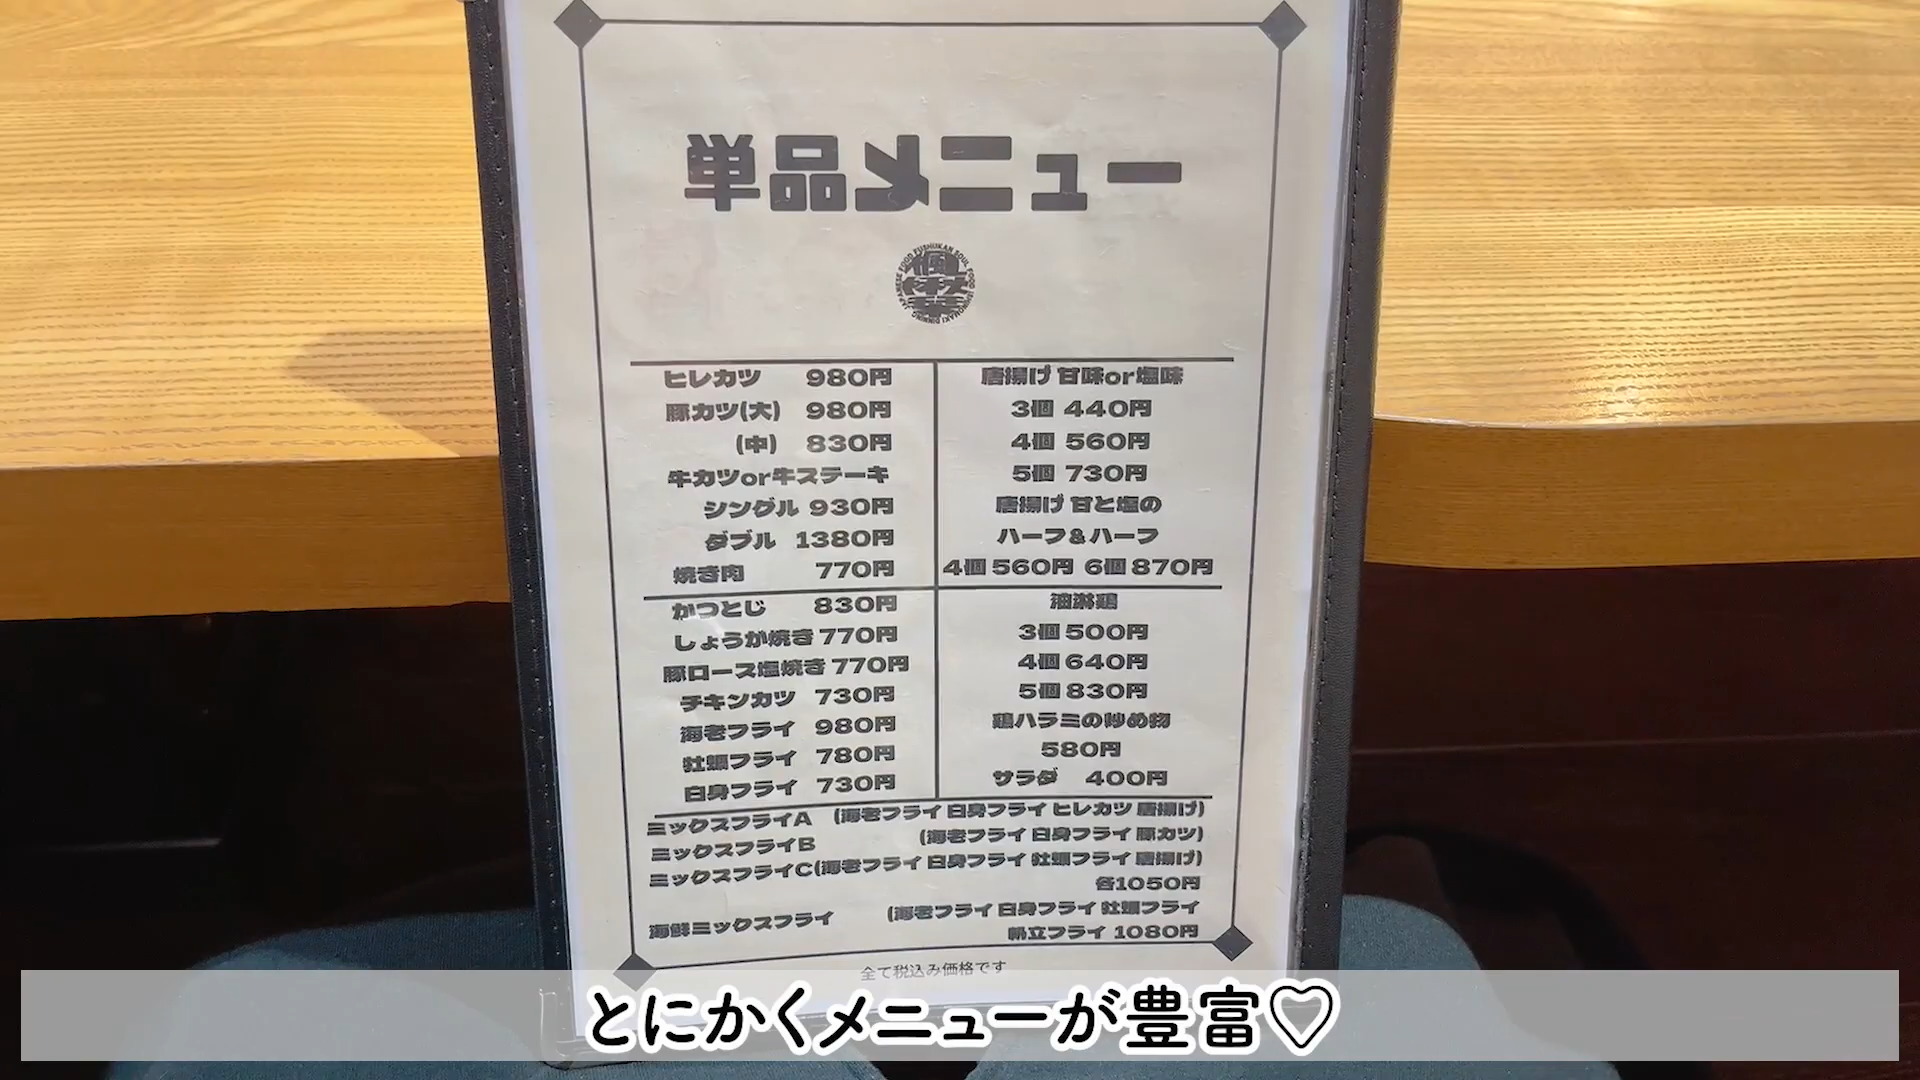 単品メニュー
JAPANESE FOOD FUSHUKAN SOUL FOOD
DINING
ヒレカツ 980円
豚カツ(大) 980円
(中) 830円
牛カツor牛ステーキ
シングル 930円
ダブル 1380円
焼き肉 770円
唐揚げ 甘味or塩味
3個 440円
4個 560円
5個 730円
唐揚げ 甘と塩の
ハーフ&ハーフ
4個560円 6個870円
かつとじ 830円
しょうが焼き 770円
豚ロース塩焼き 770円
チキンカツ 730円
海老フライ 980円
牡蠣フライ 780円
白身フライ 730円
油淋鶏
3個500円
4個640円
5個830円
鶏ハラミの炒め物
580円
サラダ 400円
ミックスフライA (海老フライ 白身フライ ヒレカツ 唐揚げ)
ミックスフライB (海老フライ 白身フライ 豚カツ)
ミックスフライC(海老フライ 白身フライ 牡蠣フライ 唐揚げ)
各1050円
海鮮ミックスフライ (海老フライ 白身フライ 牡蠣フライ
帆立フライ 1080円
全て税込み価格です
とにかくメニューが豊富♡